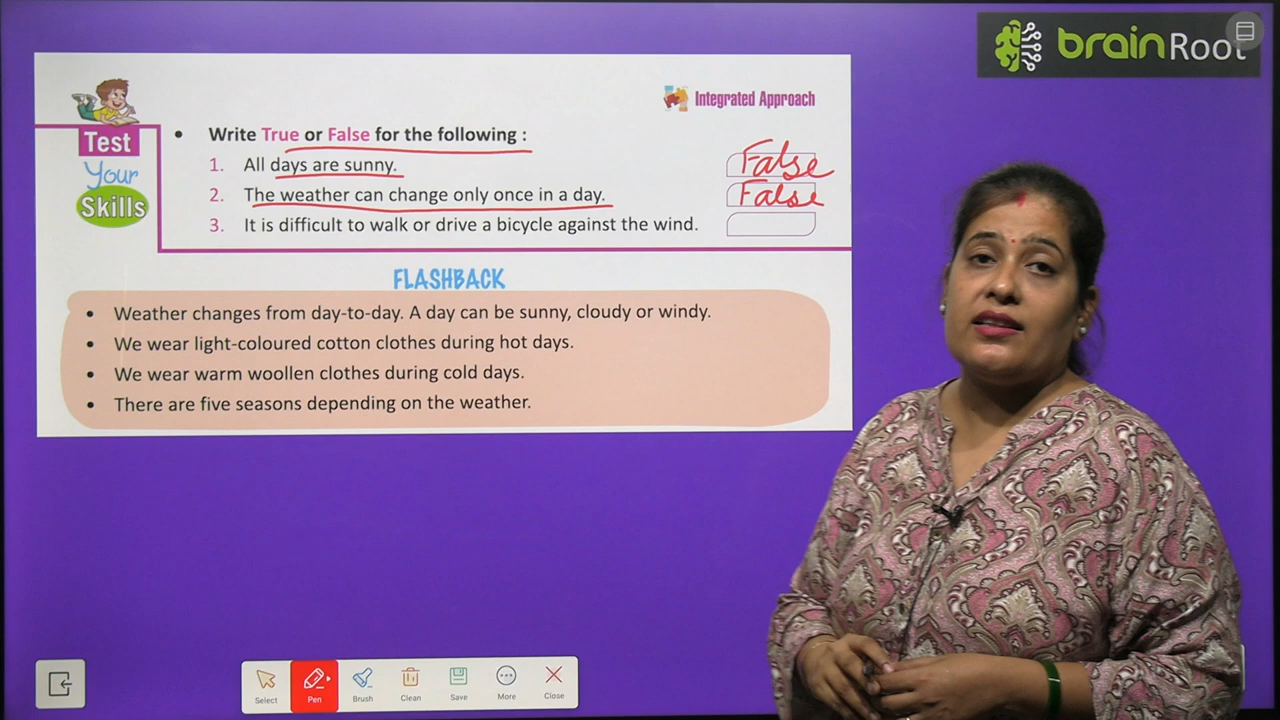 brainRoot
Integrated Approach
Test
Your
Skills
• Write True or False for the following :
1. All days are sunny. False
2. The weather can change only once in a day. False
3. It is difficult to walk or drive a bicycle against the wind.
FLASHBACK
• Weather changes from day-to-day. A day can be sunny, cloudy or windy.
• We wear light-coloured cotton clothes during hot days.
• We wear warm woollen clothes during cold days.
• There are five seasons depending on the weather.
Select Pen Brush Clean Save More Close